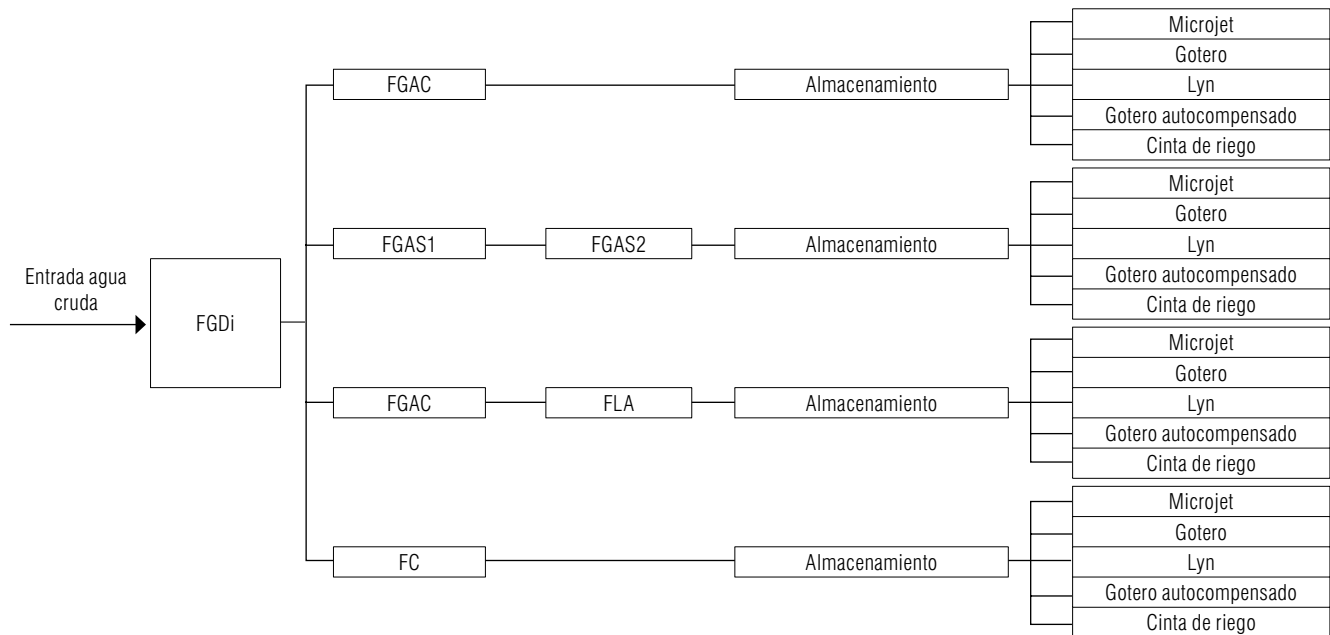 Entrada agua
cruda
FGDi
FGAC
Almacenamiento
Microjet
Gotero
Lyn
Gotero autocompensado
Cinta de riego
FGAS1
FGAS2
Almacenamiento
Microjet
Gotero
Lyn
Gotero autocompensado
Cinta de riego
FGAC
FLA
Almacenamiento
Microjet
Gotero
Lyn
Gotero autocompensado
Cinta de riego
FC
Almacenamiento
Microjet
Gotero
Lyn
Gotero autocompensado
Cinta de riego